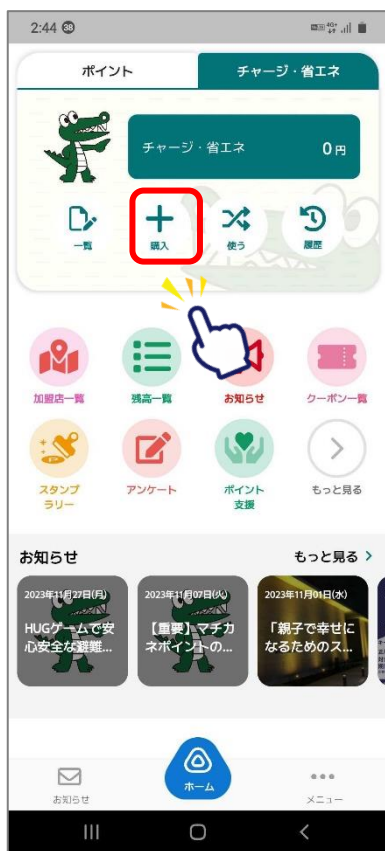 2:44 38
4G+
ポイント
チャージ・省エネ
チャージ・省エネ 0 円
一覧 購入 使う 履歴
加盟店一覧 残高一覧 お知らせ クーポン一覧
スタンプ
ラリー
アンケート
ポイント
支援
もっと見る
お知らせ もっと見る >
2023年11月27日(月)
HUGゲームで安
心安全な避難...
2023年11月07日(火)
【重要】マチカ
ネポイントの...
2023年11月01日(水)
「親子で幸せに
なるためのス...
お知らせ
ホーム
メニュー